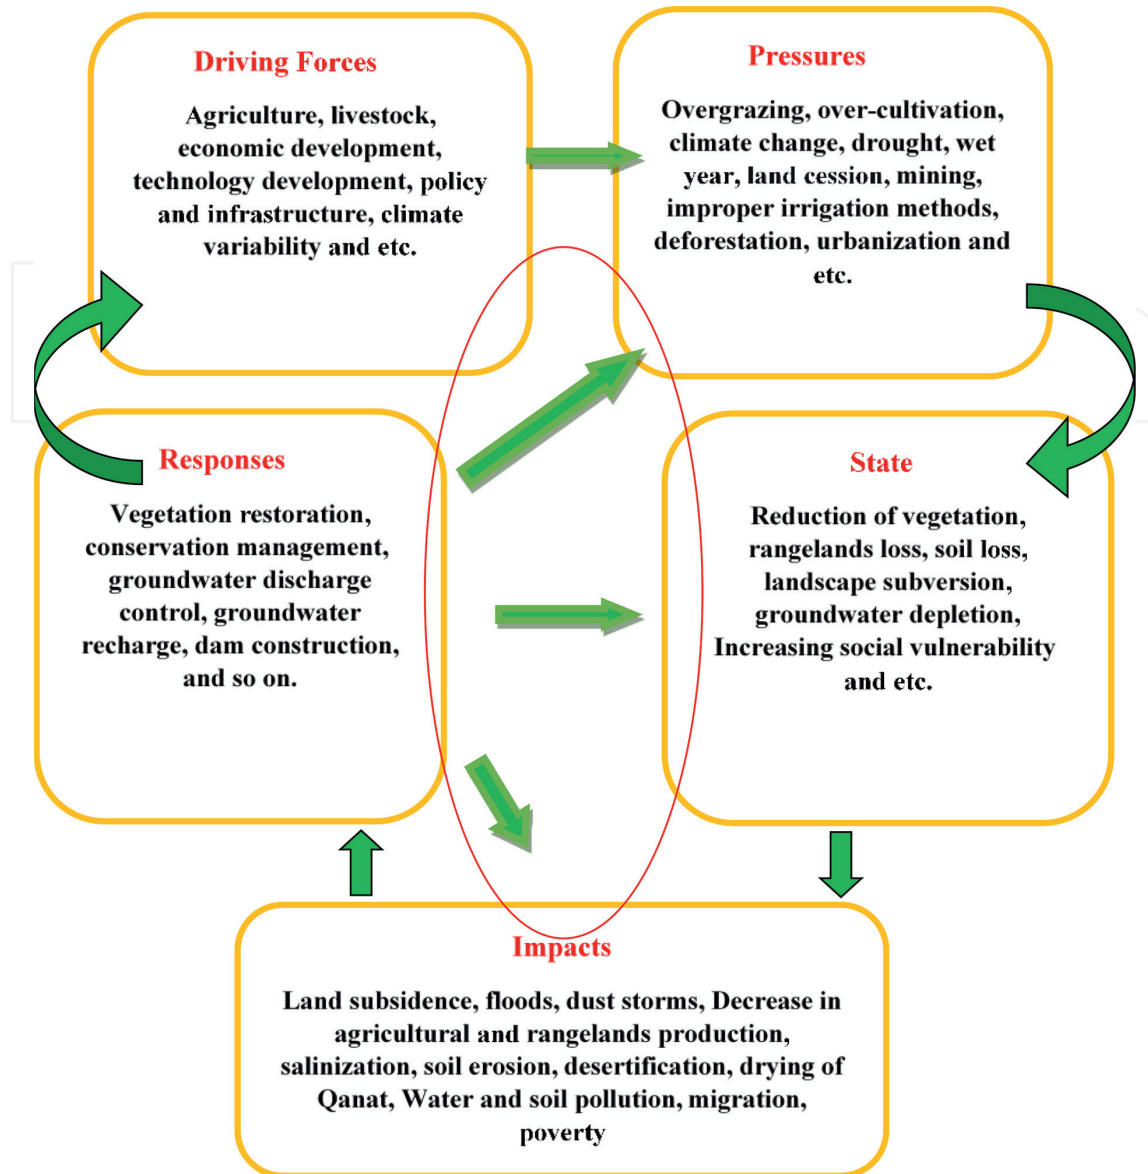 Driving Forces
Agriculture, livestock,
economic development,
technology development, policy
and infrastructure, climate
variability and etc.
Pressures
Overgrazing, over-cultivation,
climate change, drought, wet
year, land cession, mining,
improper irrigation methods,
deforestation, urbanization and
etc.
Responses
Vegetation restoration,
conservation management,
groundwater discharge
control, groundwater
recharge, dam construction,
and so on.
State
Reduction of vegetation,
rangelands loss, soil loss,
landscape subversion,
groundwater depletion,
Increasing social vulnerability
and etc.
Impacts
Land subsidence, floods, dust storms, Decrease in
agricultural and rangelands production,
salinization, soil erosion, desertification, drying of
Qanat, Water and soil pollution, migration,
poverty